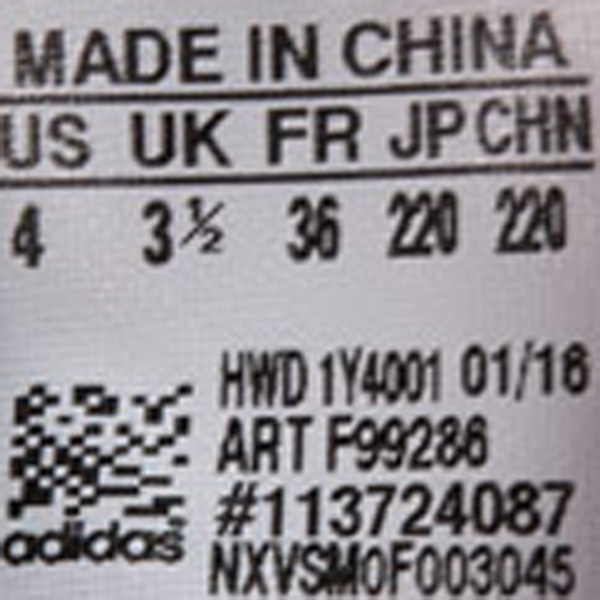 MADE IN CHINA
US UK FR JP CHN
4 3½ 36 220 220
HWD 1Y4001 01/16
ART F99286
#113724087
NXVSM0F003045
adidas